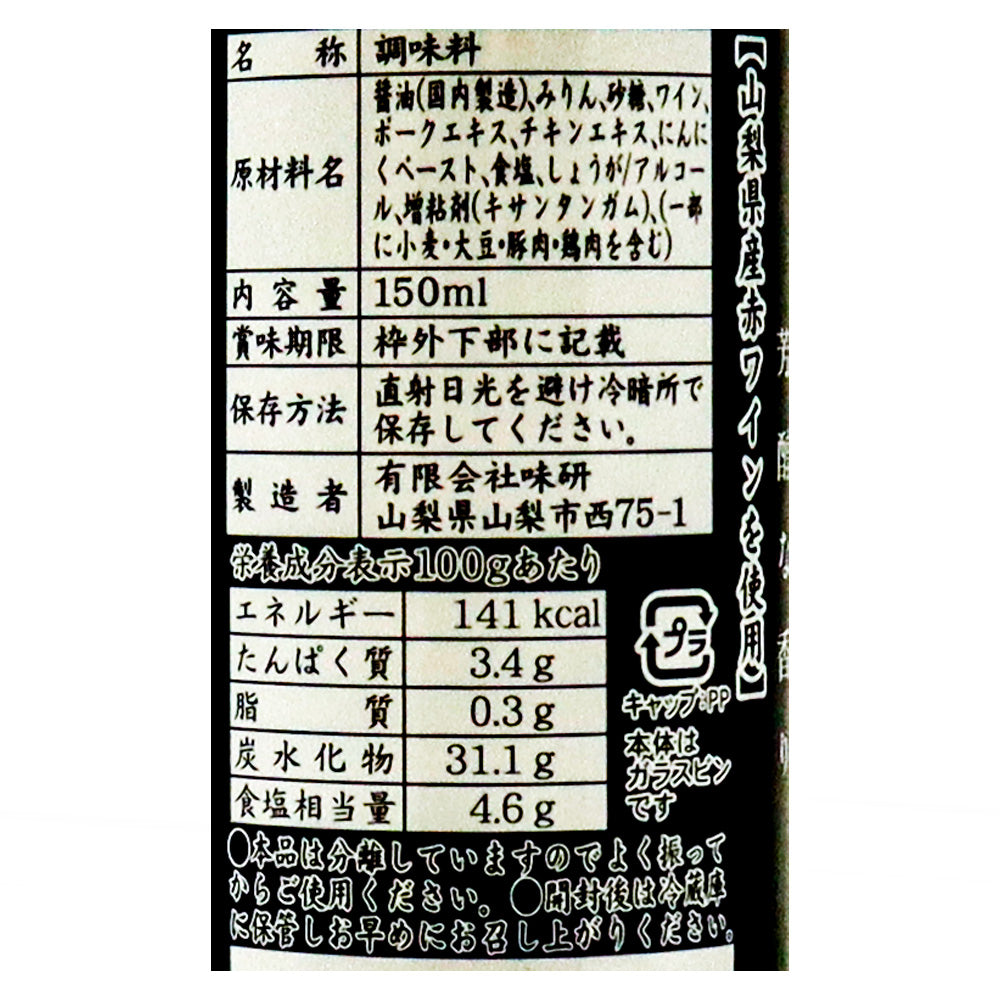 名称 調味料
原材料名 醤油(国内製造)、みりん、砂糖、ワイン、
ポークエキス、チキンエキス、にんに
くペースト、食塩、しょうが/アルコー
ル、増粘剤(キサンタンガム)、(一部
に小麦・大豆・豚肉・鶏肉を含む)
内容量 150ml
賞味期限 枠外下部に記載
保存方法 直射日光を避け冷暗所で
保存してください。
製造者 有限会社味研
山梨県山梨市西75-1
【山梨県産赤ワインを使用】
栄養成分表示100gあたり
エネルギー 141kcal
たんぱく質 3.4g
脂質 0.3g
炭水化物 31.1g
食塩相当量 4.6g
プラ
キャップ:PP
本体は
ガラスビン
です
●本品は分離していますのでよく振って
からご使用ください。●開封後は冷蔵庫
に保管しお早めにお召し上がりください。